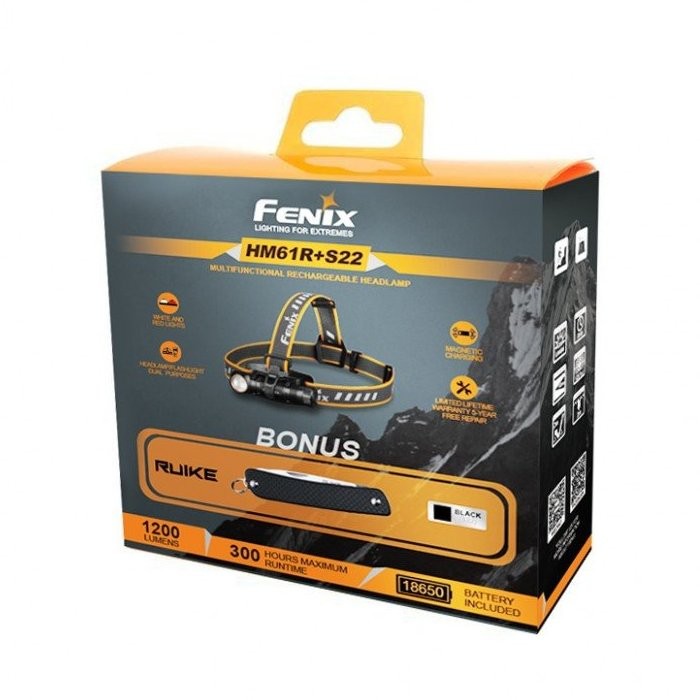 FENIX
LIGHTING FOR EXTREMES
HM61R+S22
MULTIFUNCTIONAL RECHARGEABLE HEADLAMP
WHITE AND
RED LIGHTS
HEADLAMP/FLASHLIGHT
DUAL PURPOSES
FENIX
MAGNETIC
CHARGING
LIMITED LIFETIME
WARRANTY 5-YEAR
FREE REPAIR
BONUS
RUIKE
BLACK
1200
LUMENS
300 HOURS MAXIMUM
RUNTIME
18650
BATTERY
INCLUDED